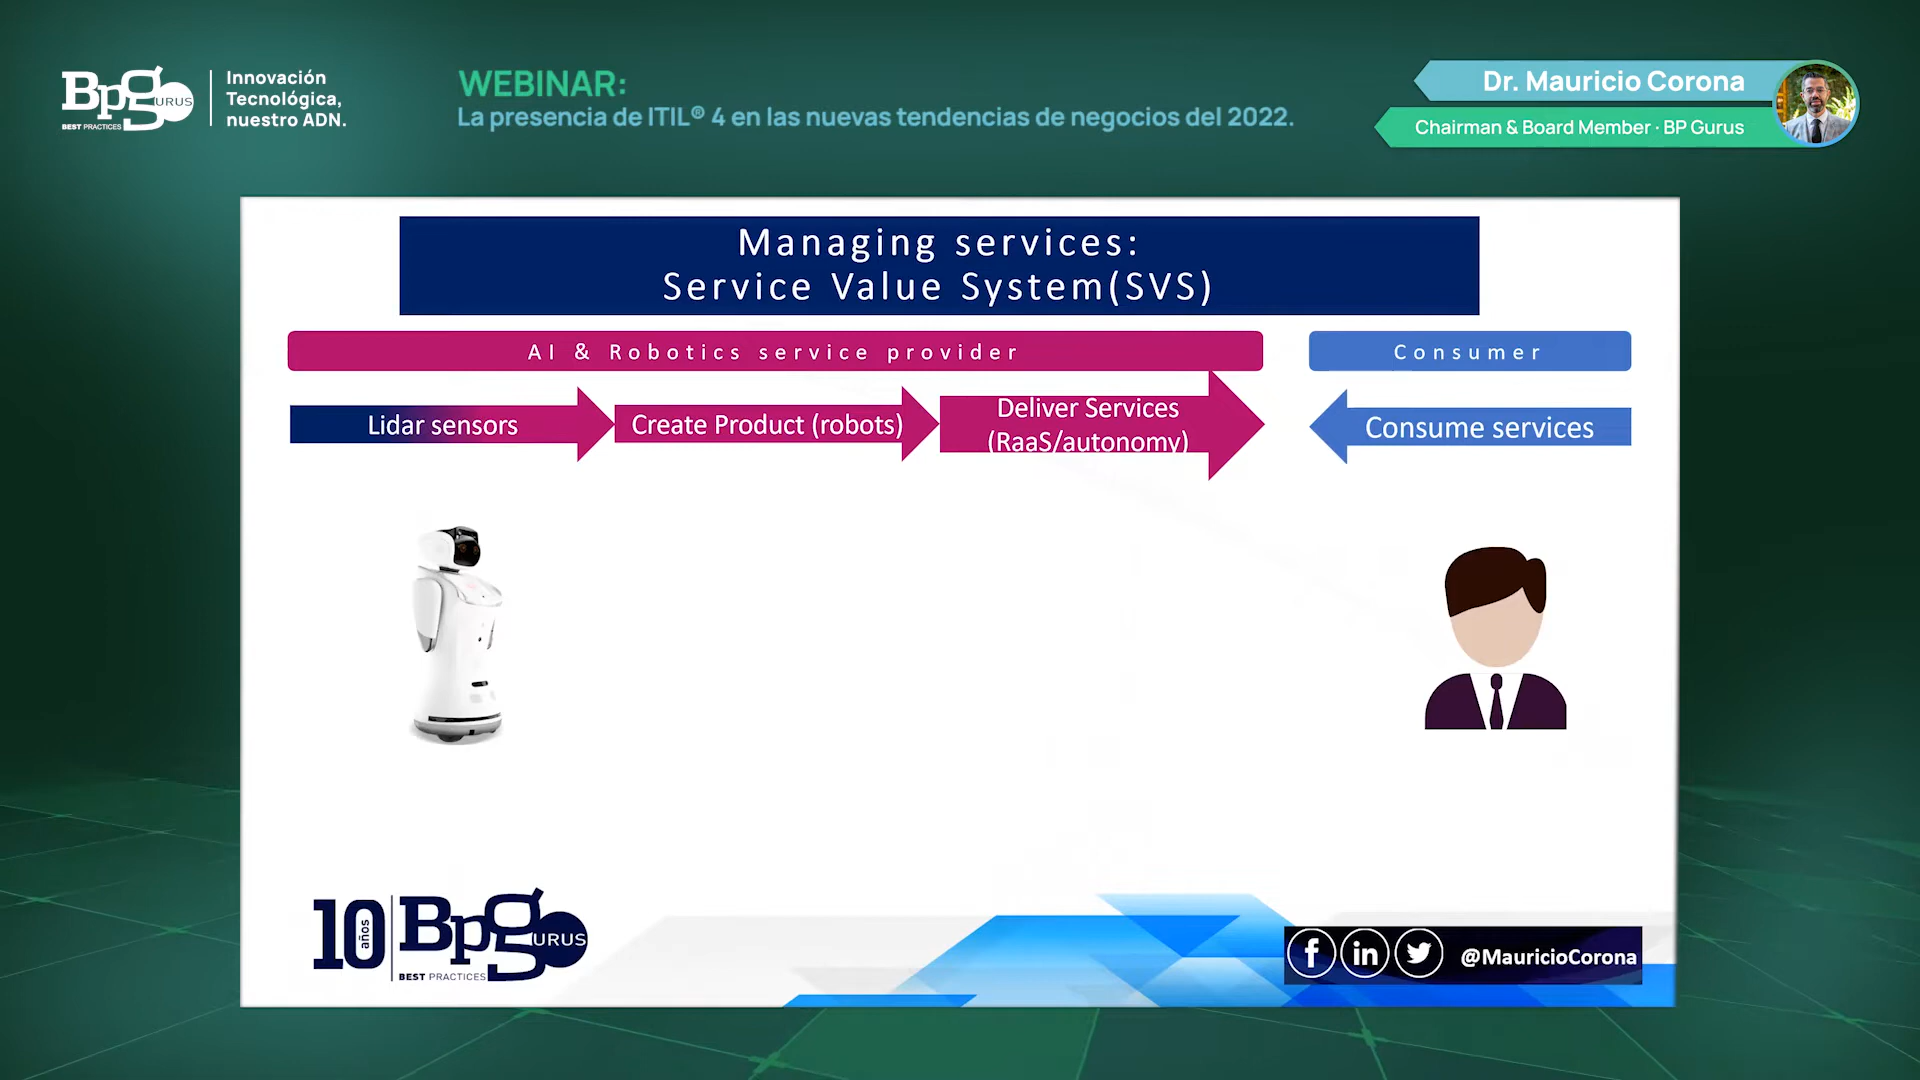 Bpg URUS
BEST PRACTICES
Innovación
Tecnológica,
nuestro ADN.
WEBINAR:
La presencia de ITIL® 4 en las nuevas tendencias de negocios del 2022.
Dr. Mauricio Corona
Chairman & Board Member · BP Gurus
Managing services:
Service Value System(SVS)
AI & Robotics service provider
Consumer
Lidar sensors
Create Product (robots)
Deliver Services
(RaaS/autonomy)
Consume services
10 años
Bpg URUS
BEST PRACTICES
f in @MauricioCorona